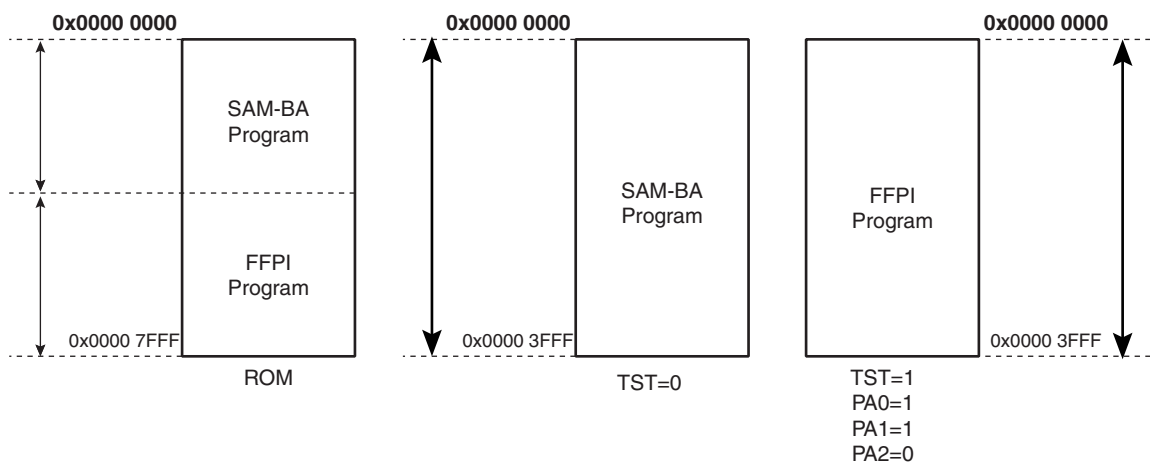 0x0000 0000
SAM-BA
Program
FFPI
Program
0x0000 7FFF
ROM
0x0000 0000
SAM-BA
Program
0x0000 3FFF
TST=0
0x0000 0000
FFPI
Program
0x0000 3FFF
TST=1
PA0=1
PA1=1
PA2=0